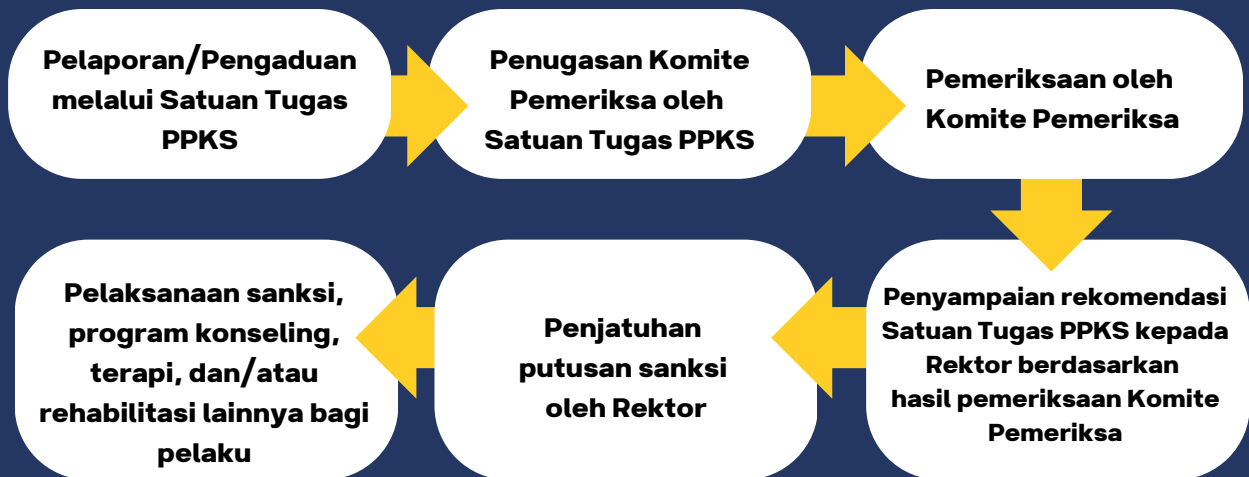 Pelaporan/Pengaduan
melalui Satuan Tugas
PPKS
Penugasan Komite
Pemeriksa oleh
Satuan Tugas PPKS
Pemeriksaan oleh
Komite Pemeriksa
Penyampaian rekomendasi
Satuan Tugas PPKS kepada
Rektor berdasarkan
hasil pemeriksaan Komite
Pemeriksa
Penjatuhan
putusan sanksi
oleh Rektor
Pelaksanaan sanksi,
program konseling,
terapi, dan/atau
rehabilitasi lainnya bagi
pelaku